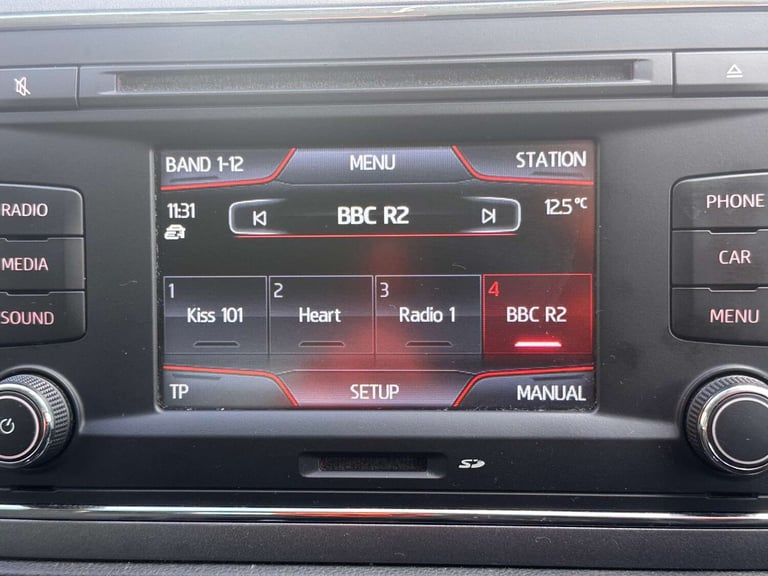 BAND 1-12 MENU STATION
11:31 BBC R2 12.5 °C
1 2 3 4
Kiss 101 Heart Radio 1 BBC R2
TP SETUP MANUAL
RADIO
MEDIA
SOUND
PHONE
CAR
MENU
SD